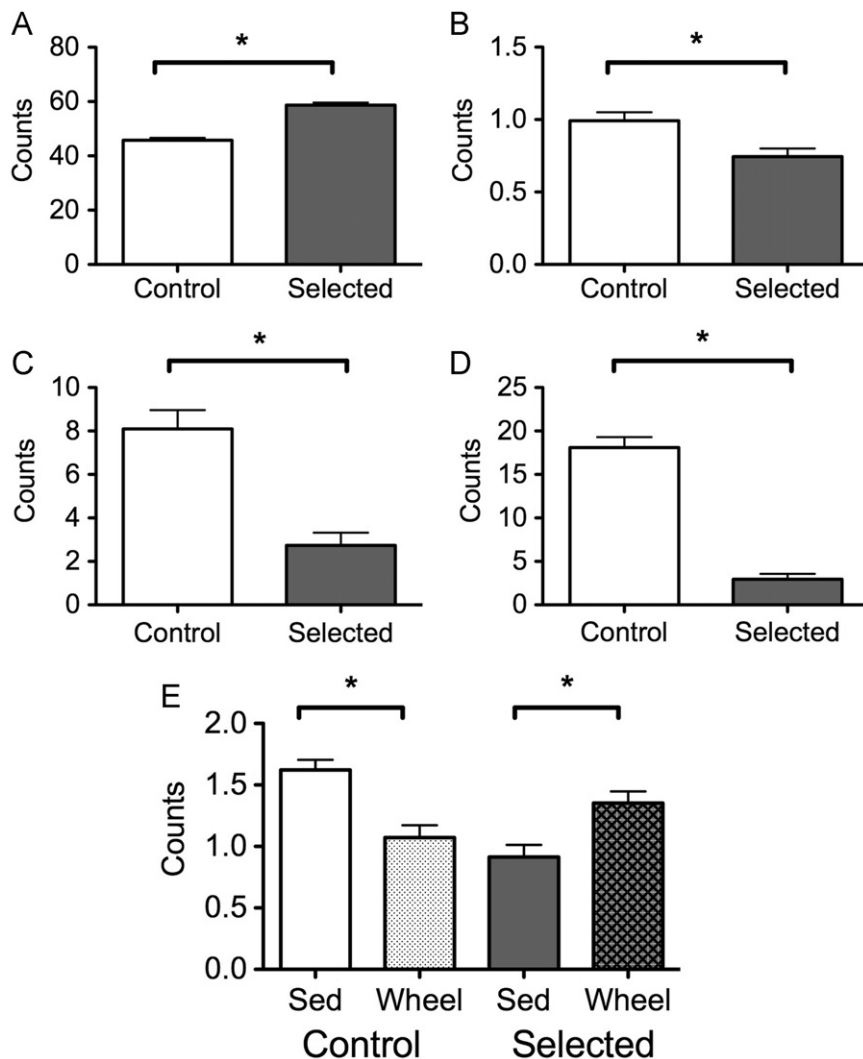 A
*
Counts
80
60
40
20
0
Control Selected
B
*
Counts
1.5
1.0
0.5
0.0
Control Selected
C
*
Counts
10
8
6
4
2
0
Control Selected
D
*
Counts
25
20
15
10
5
0
Control Selected
E
* *
Counts
2.0
1.5
1.0
0.5
0.0
Sed Wheel Sed Wheel
Control Selected